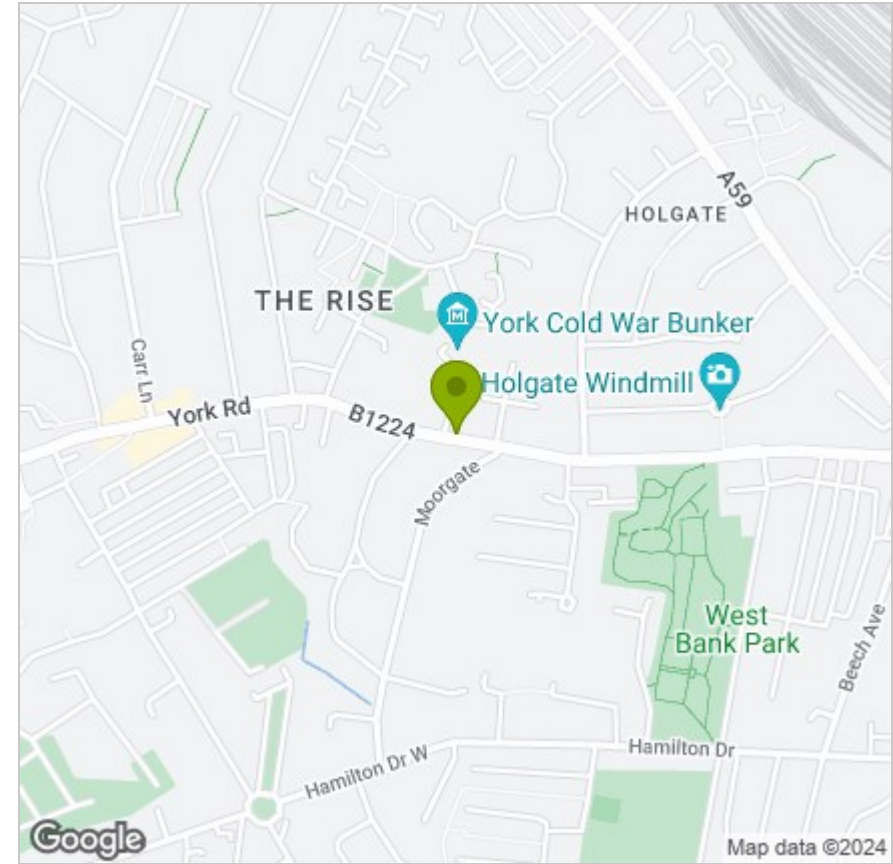 A59
HOLGATE
THE RISE
York Cold War Bunker
Carr Ln
Holgate Windmill
York Rd
B1224
Moorgate
West
Bank Park
Beech Ave
Hamilton Dr
Hamilton Dr W
Google
Map data ©2024